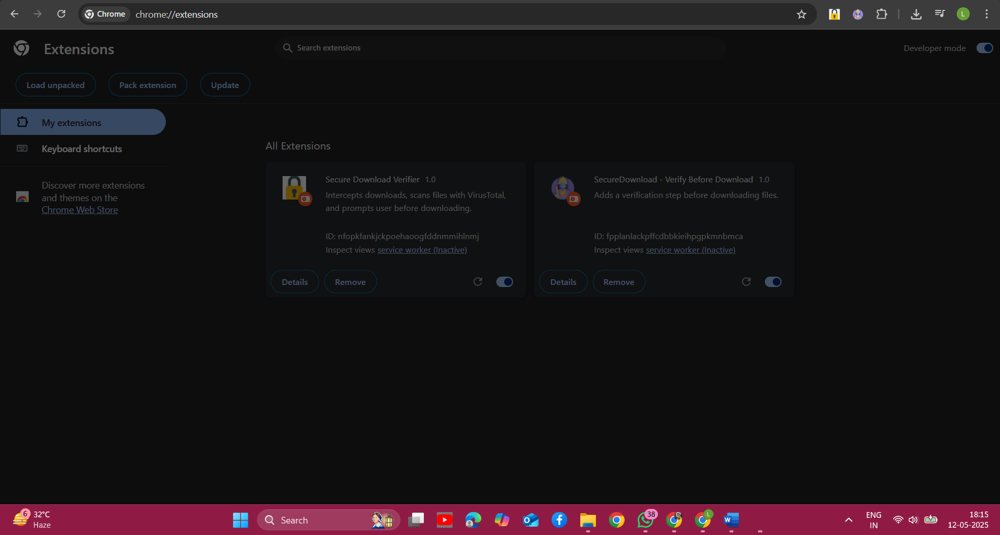 Chrome
chrome://extensions
L
Extensions
Search extensions
Developer mode
Load unpacked
Pack extension
Update
My extensions
Keyboard shortcuts
Discover more extensions
and themes on the
Chrome Web Store
All Extensions
Secure Download Verifier 1.0
Intercepts downloads, scans files with VirusTotal,
and prompts user before downloading.
ID: nfopkfankjckpoehaoogfddnmmihlnmj
Inspect views service worker (Inactive)
Details
Remove
SecureDownload - Verify Before Download 1.0
Adds a verification step before downloading files.
ID: fpplanlackpffcdbbkieihpgpkmnbmca
Inspect views service worker (Inactive)
Details
Remove
6
32°C
Haze
Search
38
L
ENG
IN
18:15
12-05-2025